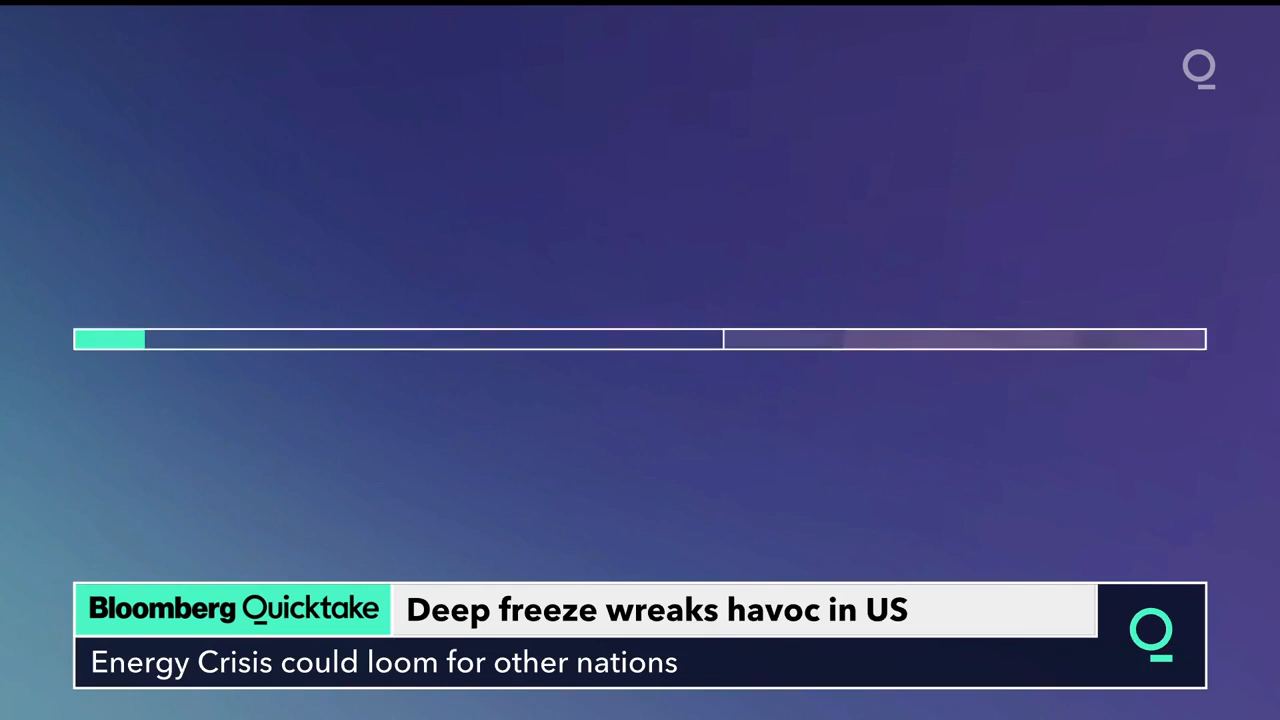 Bloomberg Quicktake Deep freeze wreaks havoc in US
Energy Crisis could loom for other nations